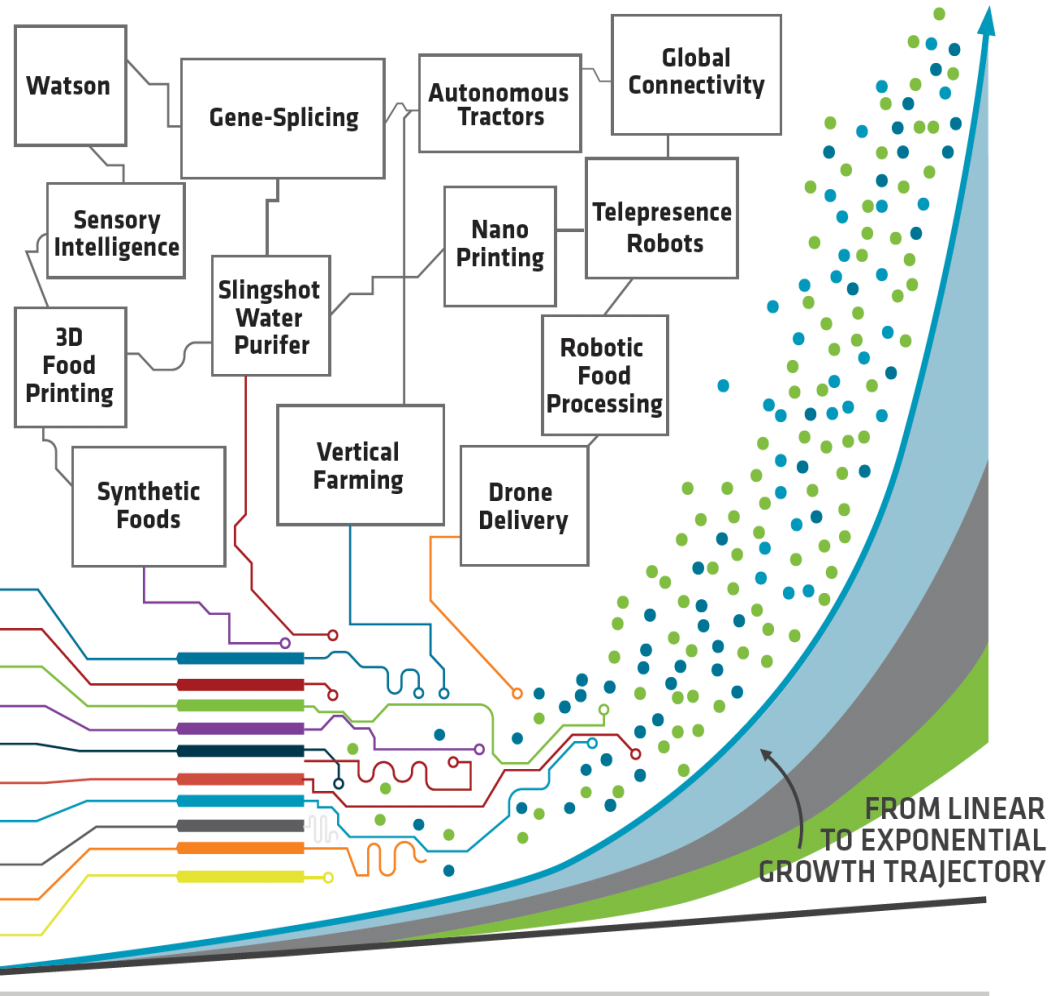 Watson
Gene-Splicing
Autonomous
Tractors
Global
Connectivity
Sensory
Intelligence
Nano
Printing
Telepresence
Robots
Slingshot
Water
Purifer
3D
Food
Printing
Robotic
Food
Processing
Vertical
Farming
Synthetic
Foods
Drone
Delivery
FROM LINEAR
TO EXPONENTIAL
GROWTH TRAJECTORY